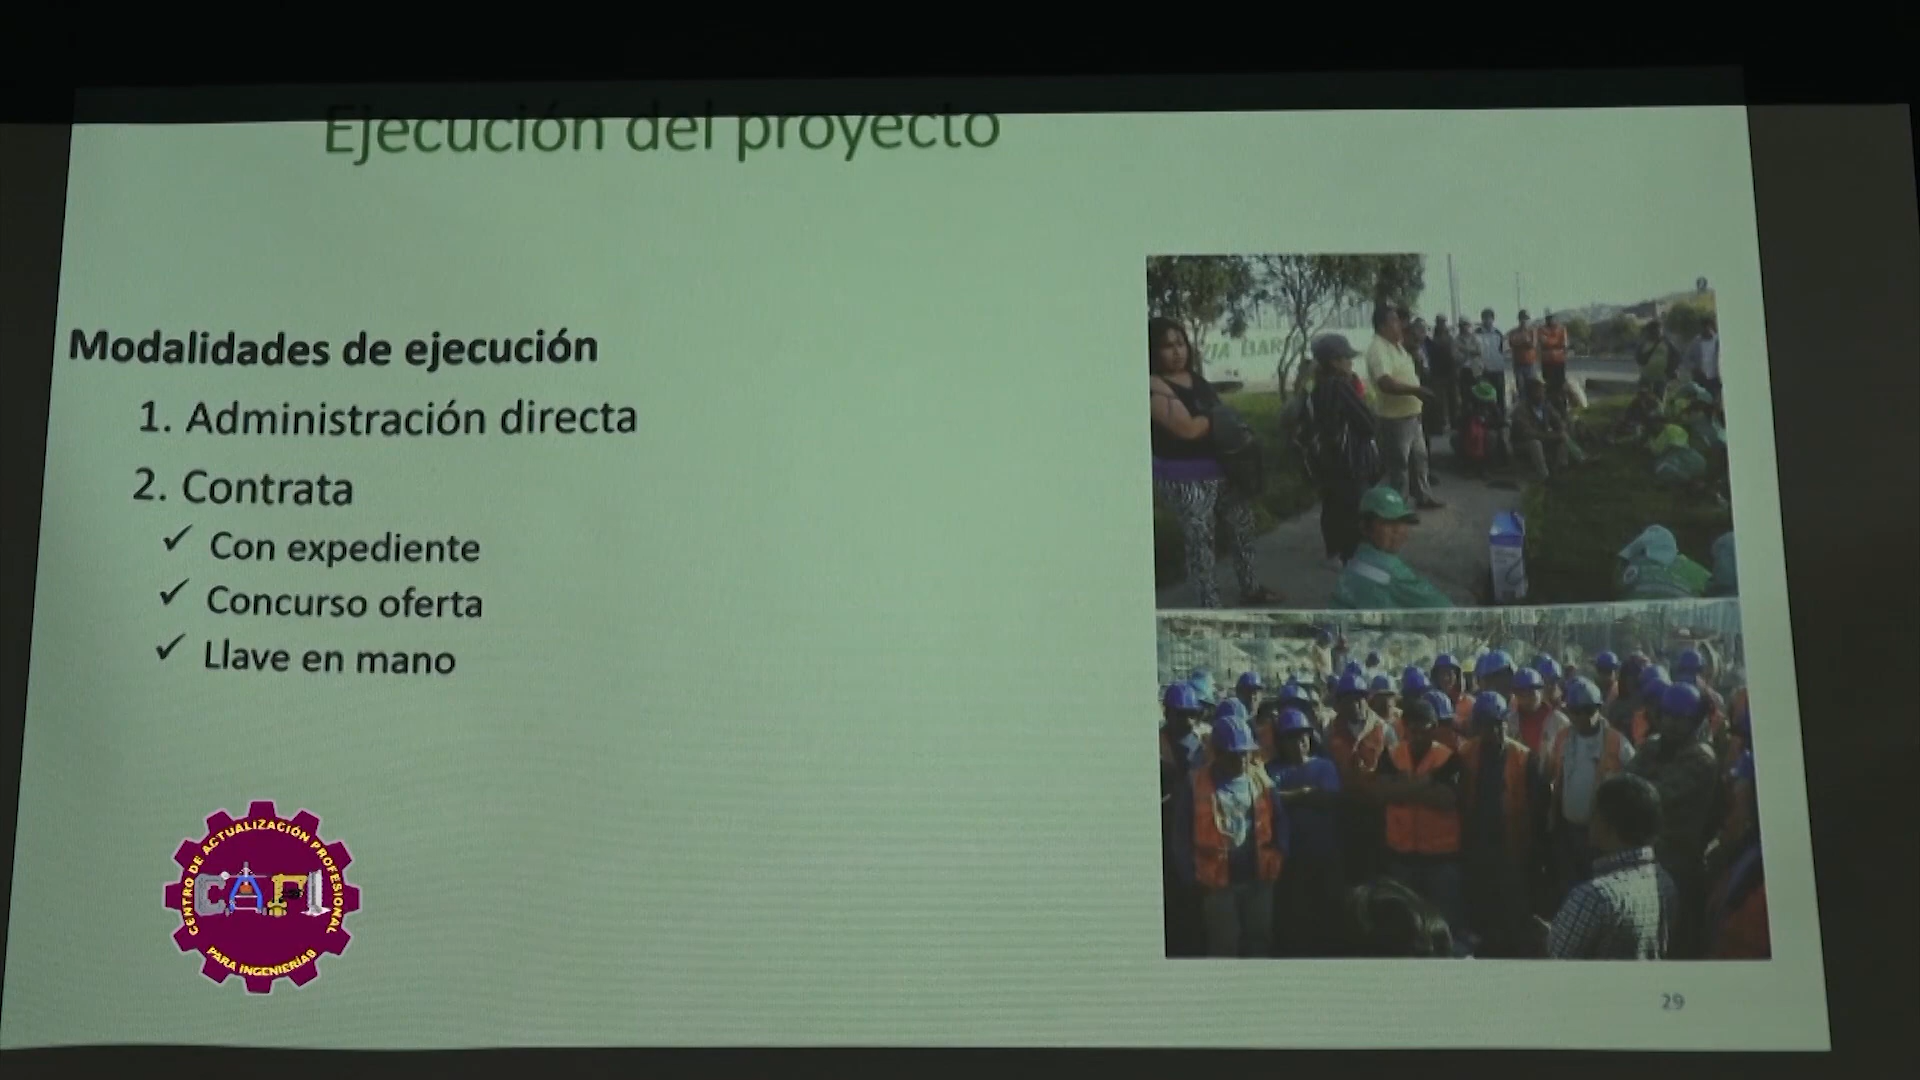 Ejecución del proyecto
Modalidades de ejecución
1. Administración directa
2. Contrata
✓ Con expediente
✓ Concurso oferta
✓ Llave en mano
CENTRO DE ACTUALIZACIÓN PROFESIONAL
CAPI
PARA INGENIERÍAS
29